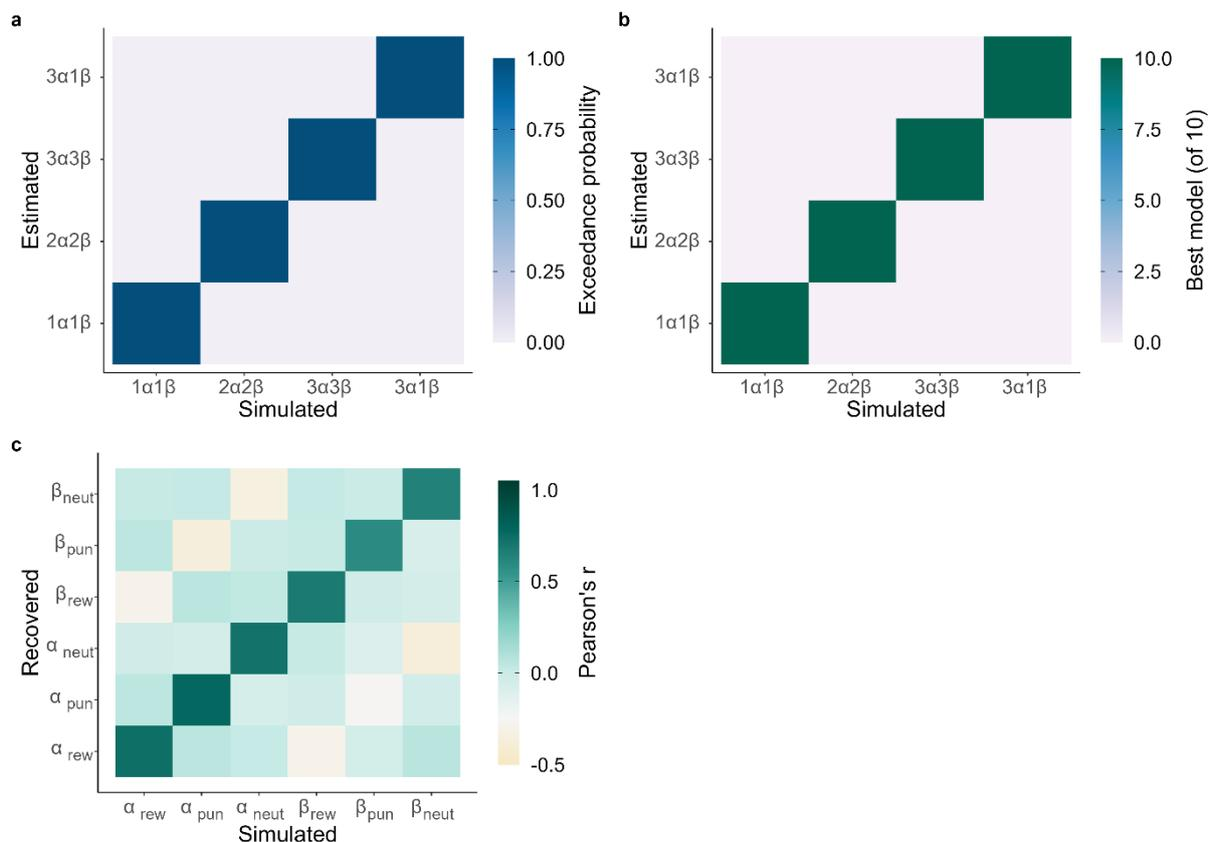 a
Estimated
3α1β
3α3β
2α2β
1α1β
1α1β 2α2β 3α3β 3α1β
Simulated
1.00
0.75
0.50
0.25
0.00
Exceedance probability
b
Estimated
3α1β
3α3β
2α2β
1α1β
1α1β 2α2β 3α3β 3α1β
Simulated
10.0
7.5
5.0
2.5
0.0
Best model (of 10)
c
Recovered
βneut
βpun
βrew
α neut
α pun
α rew
α rew α pun α neut βrew βpun βneut
Simulated
1.0
0.5
0.0
-0.5
Pearson's r